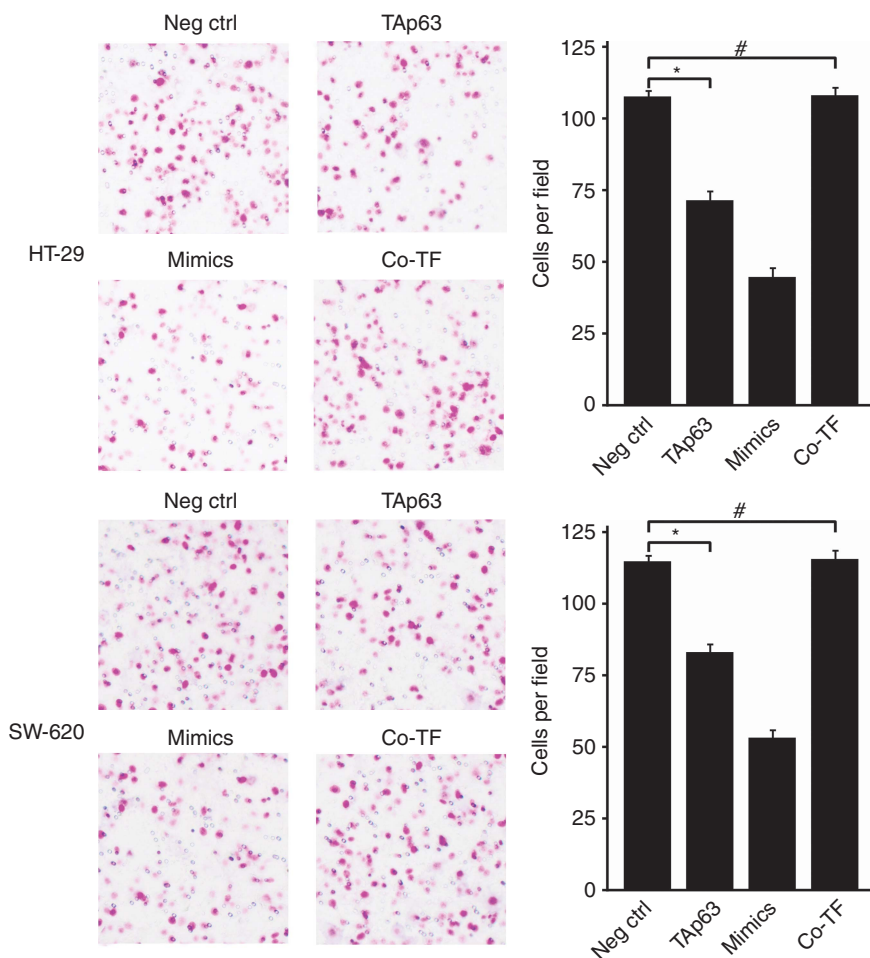 Neg ctrl
TAp63
HT-29
Mimics
Co-TF
125
100
75
50
25
0
Cells per field
*
#
Neg ctrl
TAp63
Mimics
Co-TF
Neg ctrl
TAp63
SW-620
Mimics
Co-TF
125
100
75
50
25
0
Cells per field
*
#
Neg ctrl
TAp63
Mimics
Co-TF